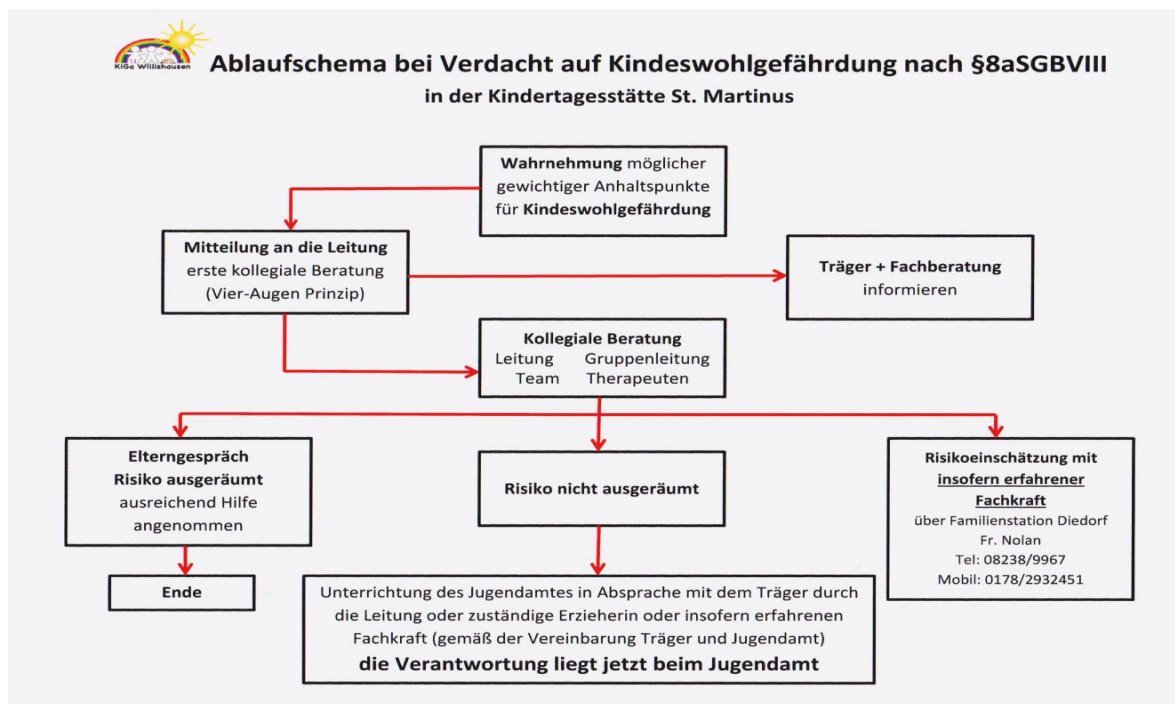 KiGa Willishausen
Ablaufschema bei Verdacht auf Kindeswohlgefährdung nach §8aSGBVIII
in der Kindertagesstätte St. Martinus
Wahrnehmung möglicher
gewichtiger Anhaltspunkte
für Kindeswohlgefährdung
Mitteilung an die Leitung
erste kollegiale Beratung
(Vier-Augen Prinzip)
Träger + Fachberatung
informieren
Kollegiale Beratung
Leitung Gruppenleitung
Team Therapeuten
Elterngespräch
Risiko ausgeräumt
ausreichend Hilfe
angenommen
Ende
Risiko nicht ausgeräumt
Unterrichtung des Jugendamtes in Absprache mit dem Träger durch
die Leitung oder zuständige Erzieherin oder insofern erfahrenen
Fachkraft (gemäß der Vereinbarung Träger und Jugendamt)
die Verantwortung liegt jetzt beim Jugendamt
Risikoeinschätzung mit
insofern erfahrener
Fachkraft
über Familienstation Diedorf
Fr. Nolan
Tel: 08238/9967
Mobil: 0178/2932451